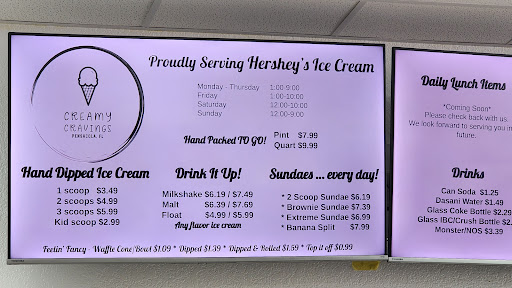 CREAMY
CRAVINGS
PENSACOLA, FL
Proudly Serving Hershey's Ice Cream
Monday - Thursday 1:00-9:00
Friday 1:00-10:00
Saturday 12:00-10:00
Sunday 12:00-9:00
Hand Packed TO GO! Pint $7.99
Quart $9.99
Hand Dipped Ice Cream
1 scoop $3.49
2 scoops $4.99
3 scoops $5.99
Kid scoop $2.99
Drink It Up!
Milkshake $6.19 / $7.49
Malt $6.39 / $7.69
Float $4.99 / $5.99
Any flavor ice cream
Sundaes ... every day!
* 2 Scoop Sundae $6.19
* Brownie Sundae $7.39
* Extreme Sundae $6.99
* Banana Split $7.99
Feelin' Fancy - Waffle Cone/Bowl $1.09 * Dipped $1.39 * Dipped & Rolled $1.59 * Top it off $0.99
Daily Lunch Items
*Coming Soon*
Please check back with us.
We look forward to serving you in
future.
Drinks
Can Soda $1.25
Dasani Water $1.49
Glass Coke Bottle $2.29
Glass IBC/Crush Bottle $2.
Monster/NOS $3.39